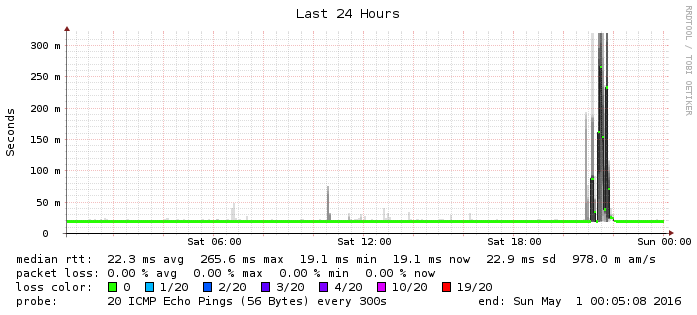 Last 24 Hours
RRDTOOL / TOBI OETIKER
Seconds
300 m
250 m
200 m
150 m
100 m
50 m
0
Sat 06:00 Sat 12:00 Sat 18:00 Sun 00:00
median rtt: 22.3 ms avg 265.6 ms max 19.1 ms min 19.1 ms now 22.9 ms sd 978.0 m am/s
packet loss: 0.00 % avg 0.00 % max 0.00 % min 0.00 % now
loss color: 0 1/20 2/20 3/20 4/20 10/20 19/20
probe: 20 ICMP Echo Pings (56 Bytes) every 300s end: Sun May 1 00:05:08 2016